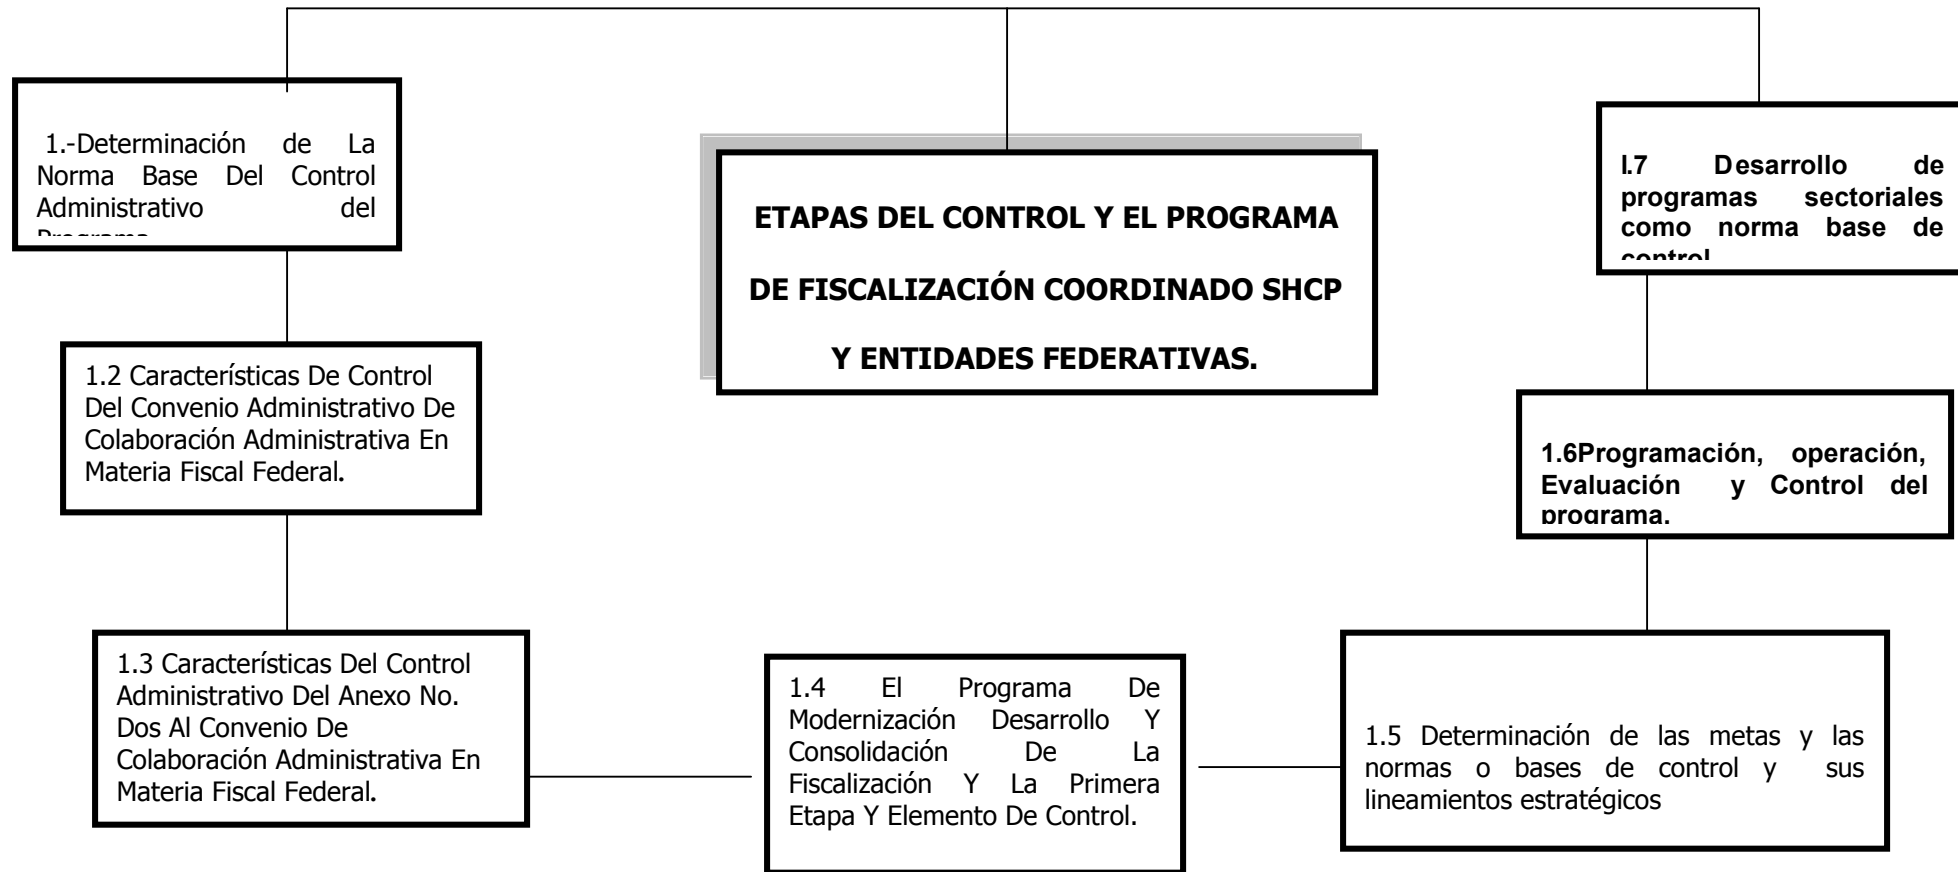 1.-Determinación de La
Norma Base Del Control
Administrativo del
ETAPAS DEL CONTROL Y EL PROGRAMA
DE FISCALIZACIÓN COORDINADO SHCP
Y ENTIDADES FEDERATIVAS.
I.7 Desarrollo de
programas sectoriales
como norma base de
control
1.2 Características De Control
Del Convenio Administrativo De
Colaboración Administrativa En
Materia Fiscal Federal.
1.6Programación, operación,
Evaluación y Control del
programa.
1.3 Características Del Control
Administrativo Del Anexo No.
Dos Al Convenio De
Colaboración Administrativa En
Materia Fiscal Federal.
1.4 El Programa De
Modernización Desarrollo Y
Consolidación De La
Fiscalización Y La Primera
Etapa Y Elemento De Control.
1.5 Determinación de las metas y las
normas o bases de control y sus
lineamientos estratégicos